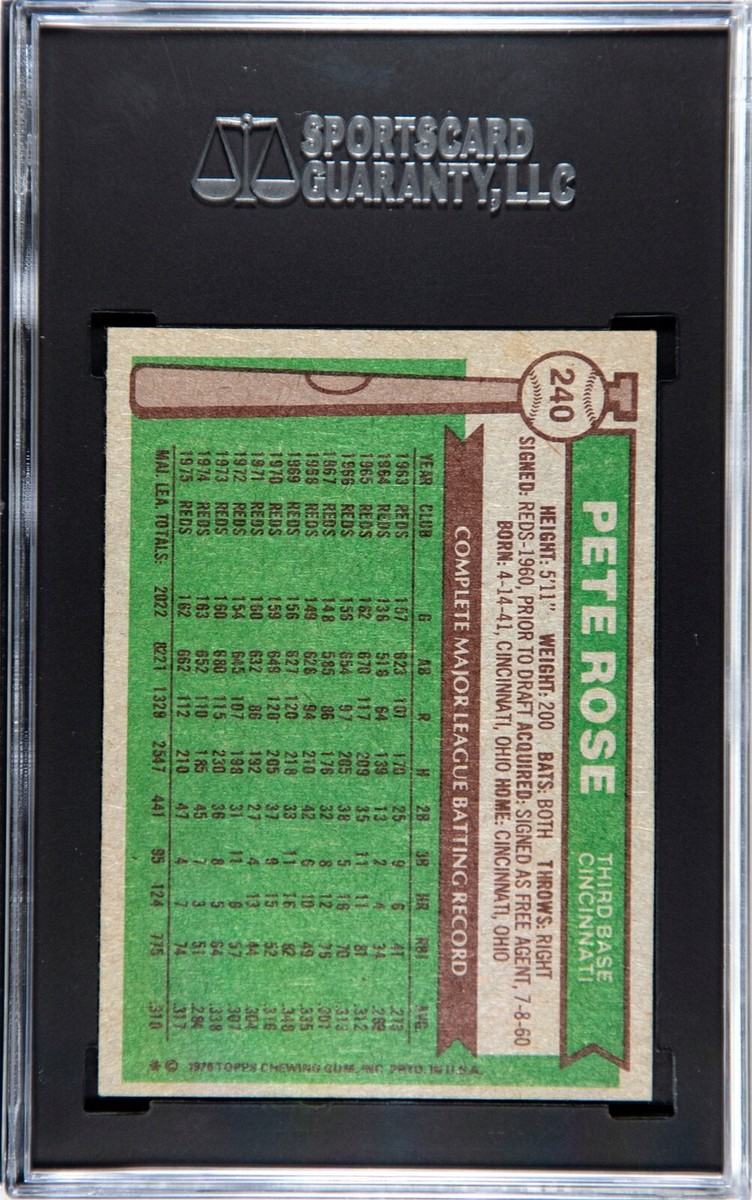 SPORTSCARD
GUARANTY, LLC
240
T
PETE ROSE
THIRD BASE
CINCINNATI
HEIGHT: 5'11" WEIGHT: 200 BATS: BOTH THROWS: RIGHT
SIGNED: REDS-1960, PRIOR TO DRAFT ACQUIRED: SIGNED AS FREE AGENT, 7-8-60
BORN: 4-14-41, CINCINNATI, OHIO HOME: CINCINNATI, OHIO
COMPLETE MAJOR LEAGUE BATTING RECORD
YEAR CLUB G AB R H 2B 3B HR RBI AVG.
1963 REDS 157 623 101 170 25 9 6 41 .273
1964 REDS 136 516 64 139 13 2 4 34 .269
1965 REDS 162 670 117 209 35 11 11 81 .312
1966 REDS 156 654 97 205 38 5 16 70 .313
1967 REDS 148 585 86 176 32 8 12 76 .301
1968 REDS 149 626 94 210 42 6 10 49 .335
1969 REDS 156 627 120 218 33 11 16 82 .348
1970 REDS 159 649 120 205 37 9 15 52 .316
1971 REDS 160 632 86 192 27 4 13 44 .304
1972 REDS 154 645 107 198 31 11 6 57 .307
1973 REDS 160 680 115 230 36 8 5 64 .338
1974 REDS 163 652 110 185 45 7 3 51 .284
1975 REDS 162 662 112 210 47 4 7 74 .317
MAJ. LEA. TOTALS: 2022 8221 1329 2547 441 95 124 775 .310
* © 1976 TOPPS CHEWING GUM, INC. PRTD. IN U.S.A.